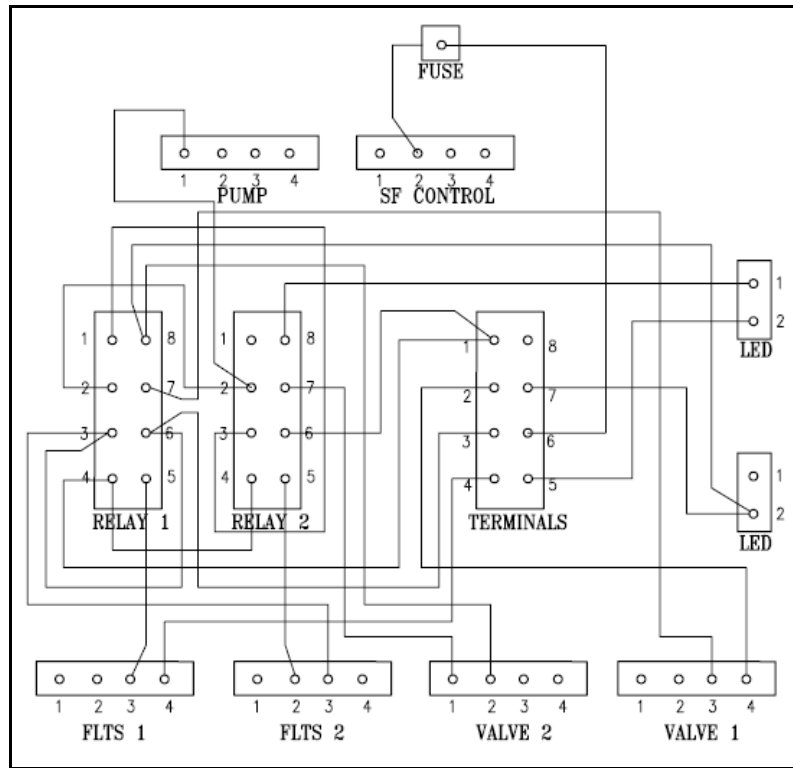 FUSE
1 2 3 4
PUMP
1 2 3 4
SF CONTROL
1
2
LED
1 8
2 7
3 6
4 5
RELAY 1
1 8
2 7
3 6
4 5
RELAY 2
1 8
2 7
3 6
4 5
TERMINALS
1
2
LED
1 2 3 4
FLTS 1
1 2 3 4
FLTS 2
1 2 3 4
VALVE 2
1 2 3 4
VALVE 1